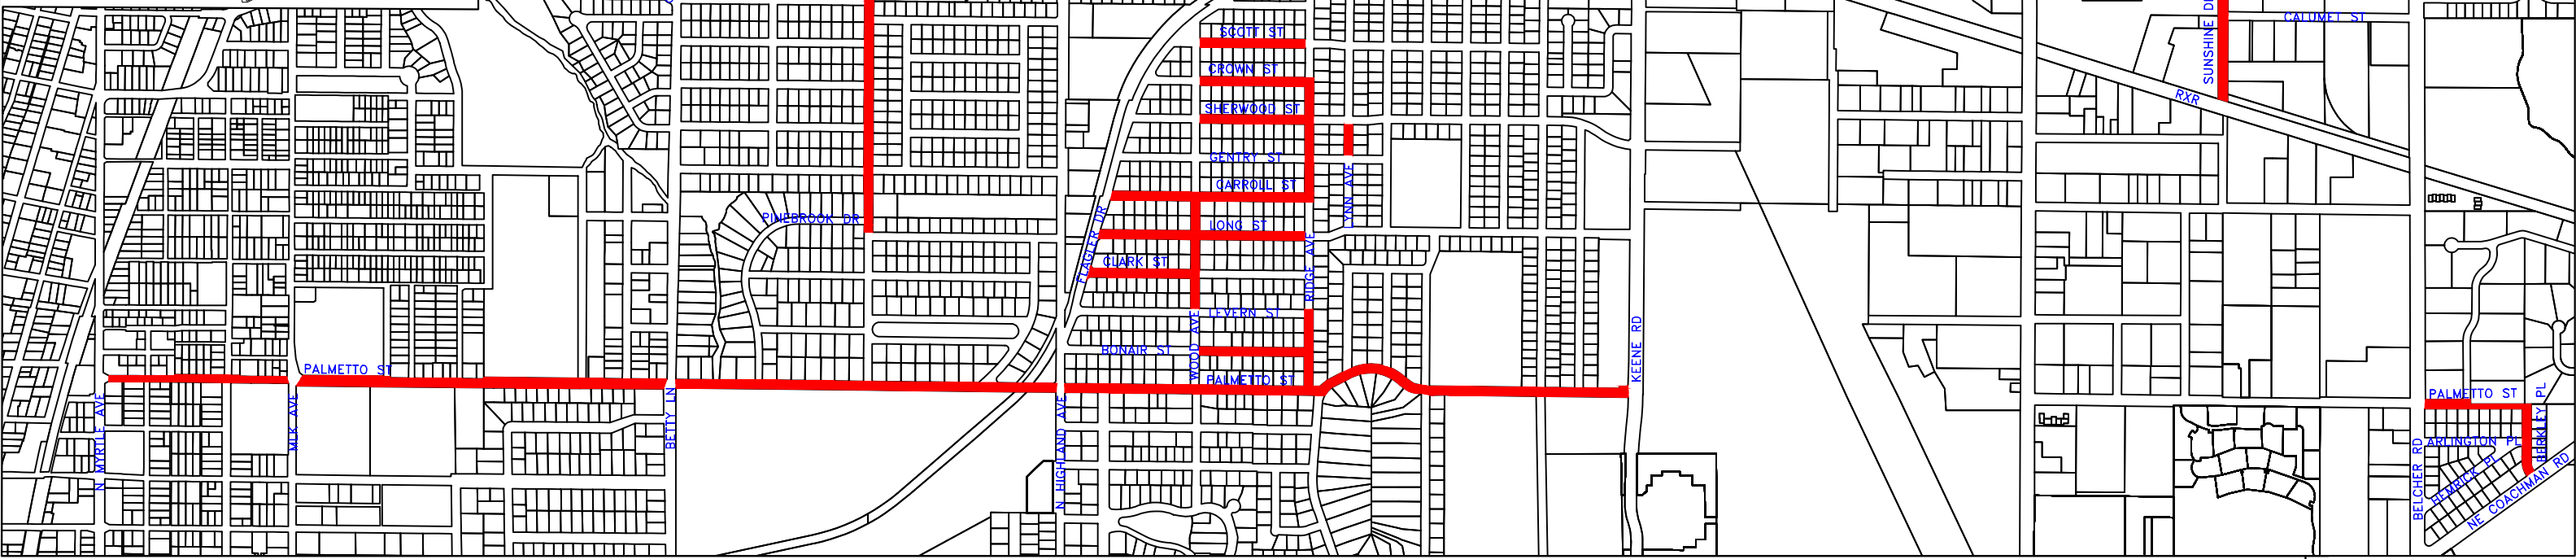 CALUMET ST
SUNSHINE DR
SCOTT ST
CROWN ST
RXR
SHERWOOD ST
GENTRY ST
CARROLL ST
LYNN AVE
PINEBROOK DR
FLAGLER DR
LONG ST
CLARK ST
RIDGE AVE
LEVERN ST
WOOD AVE
BONAIR ST
KEENE RD
PALMETTO ST
PALMETTO ST
PALMETTO ST
N MYRTLE AVE
MLK AVE
BETTY LN
N HIGHLAND AVE
BELCHER RD
BERKLEY PL
ARLINGTON PL
HEMRICK PL
NE COACHMAN RD